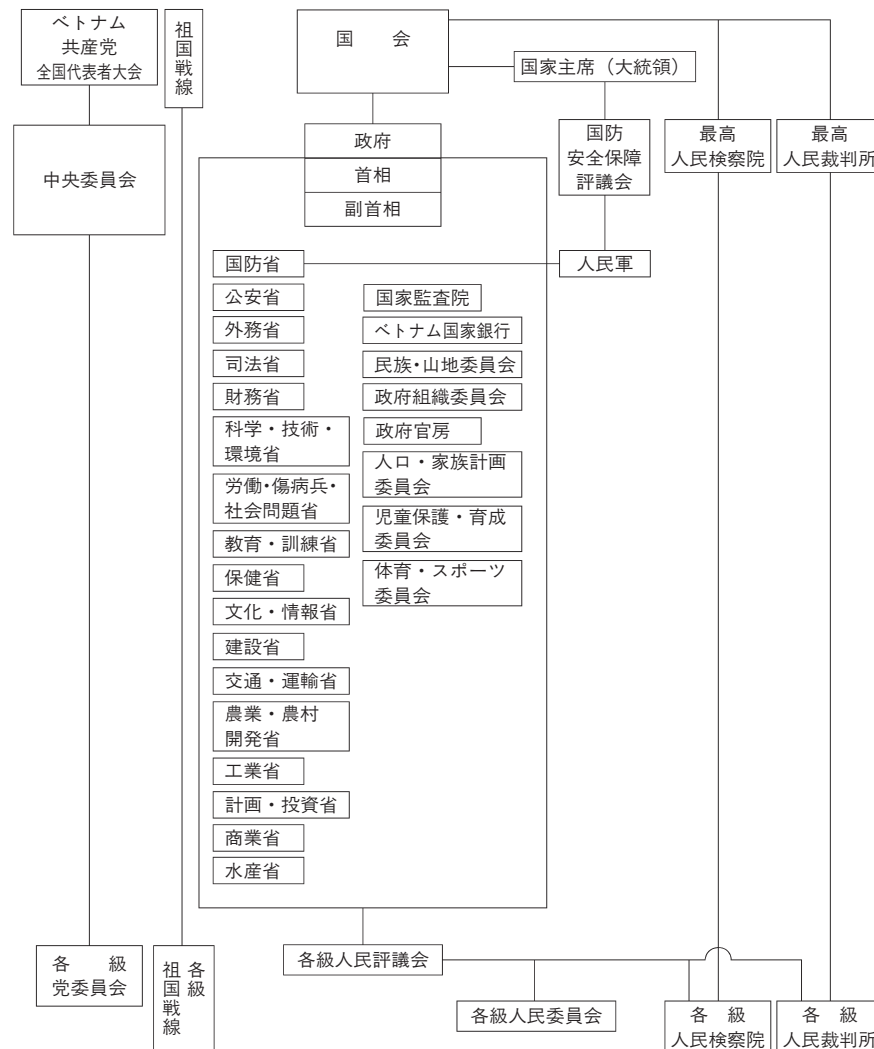 ベトナム
共産党
全国代表者大会
祖国戦線
国　会
国家主席（大統領）
中央委員会
政府
首相
副首相
国防
安全保障
評議会
最高
人民検察院
最高
人民裁判所
国防省
人民軍
公安省
外務省
司法省
財務省
科学・技術・
環境省
労働・傷病兵・
社会問題省
教育・訓練省
保健省
文化・情報省
建設省
交通・運輸省
農業・農村
開発省
工業省
計画・投資省
商業省
水産省
国家監査院
ベトナム国家銀行
民族・山地委員会
政府組織委員会
政府官房
人口・家族計画
委員会
児童保護・育成
委員会
体育・スポーツ
委員会
各　級
党委員会
各級
祖国戦線
各級人民評議会
各級人民委員会
各　級
人民検察院
各　級
人民裁判所